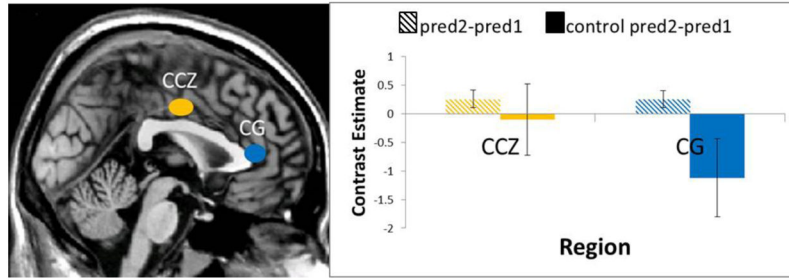 CCZ
CG
pred2-pred1 control pred2-pred1
Contrast Estimate
1
0.5
0
-0.5
-1
-1.5
-2
CCZ CG
Region